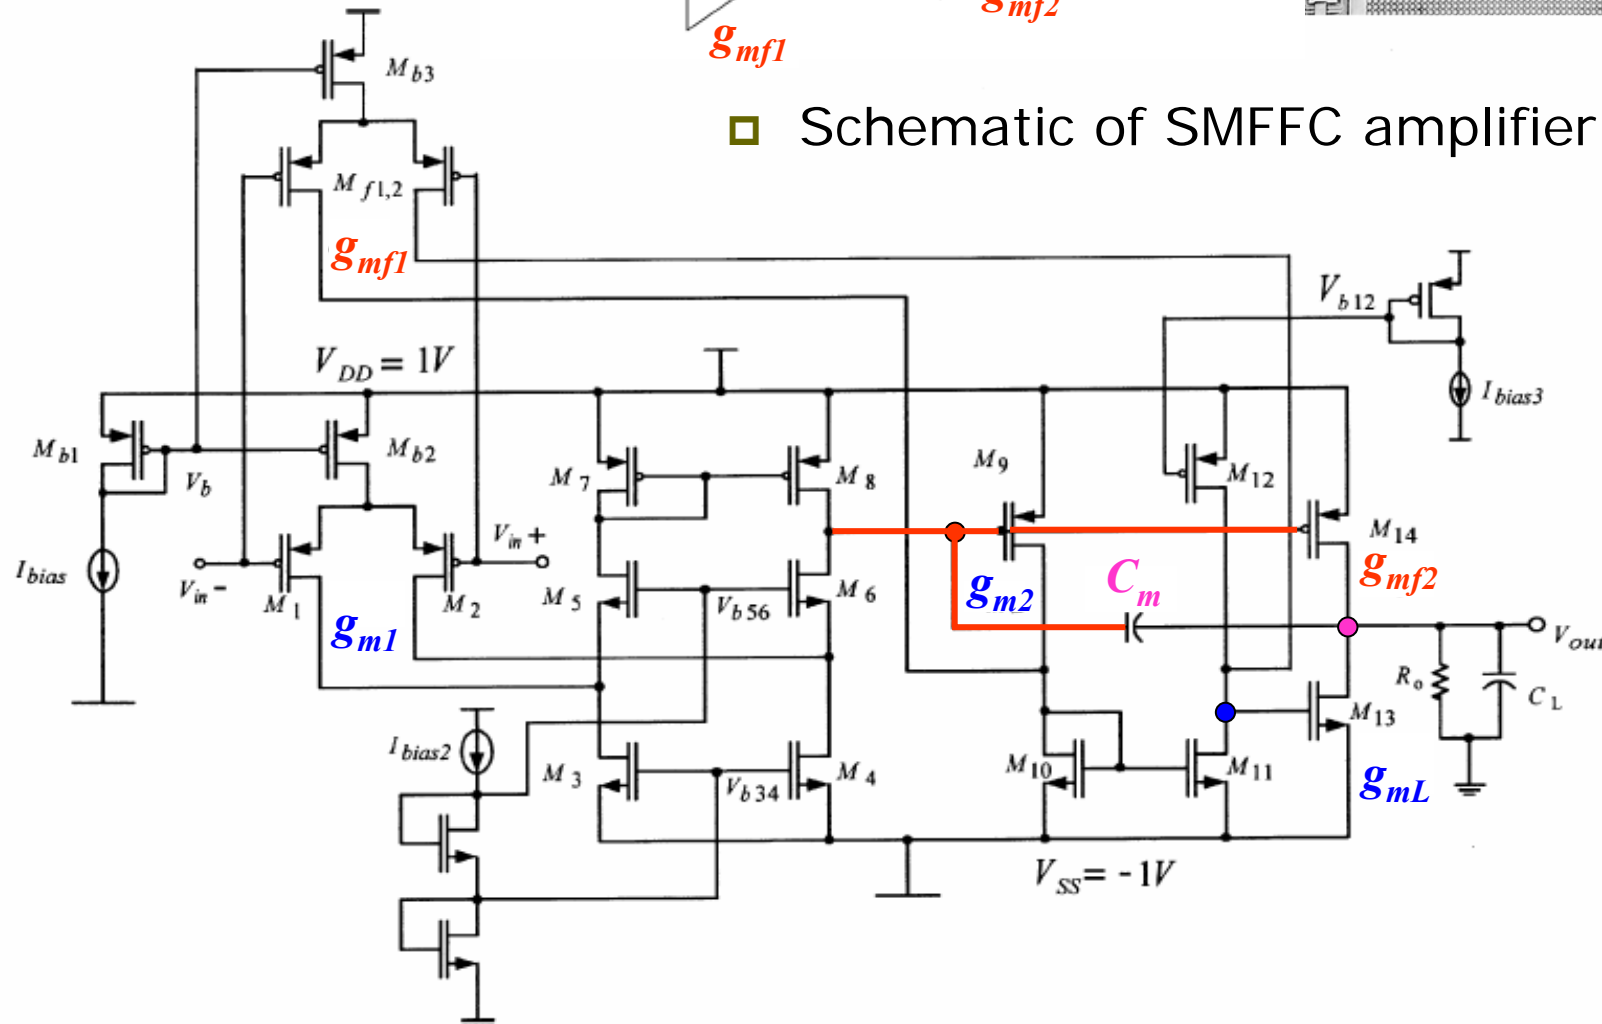 g_mf2
g_mf1
M_b3
Schematic of SMFFC amplifier
M_f1,2
g_mf1
V_b12
V_DD = 1V
I_bias3
M_b1
V_b
M_b2
M_7
M_8
M_9
M_12
M_14
g_mf2
V_in+
I_bias
V_in-
M_1
M_2
g_m1
M_5
V_b56
M_6
g_m2
C_m
V_out
R_o
C_L
M_13
g_mL
I_bias2
M_3
V_b34
M_4
M_10
M_11
V_SS = -1V